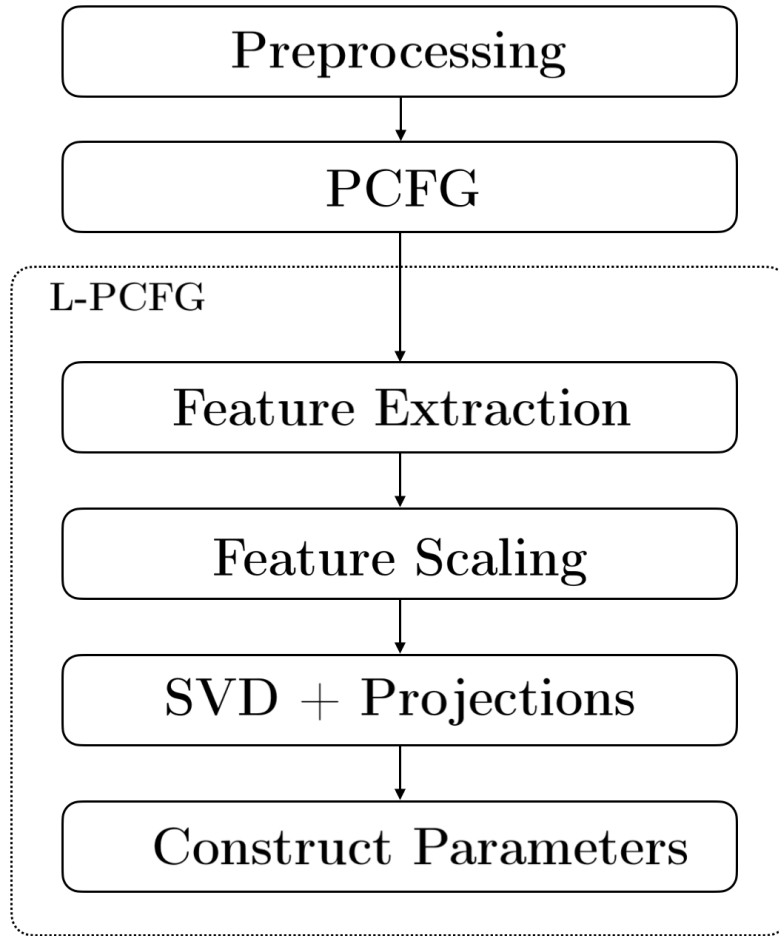 Preprocessing
PCFG
L-PCFG
Feature Extraction
Feature Scaling
SVD + Projections
Construct Parameters